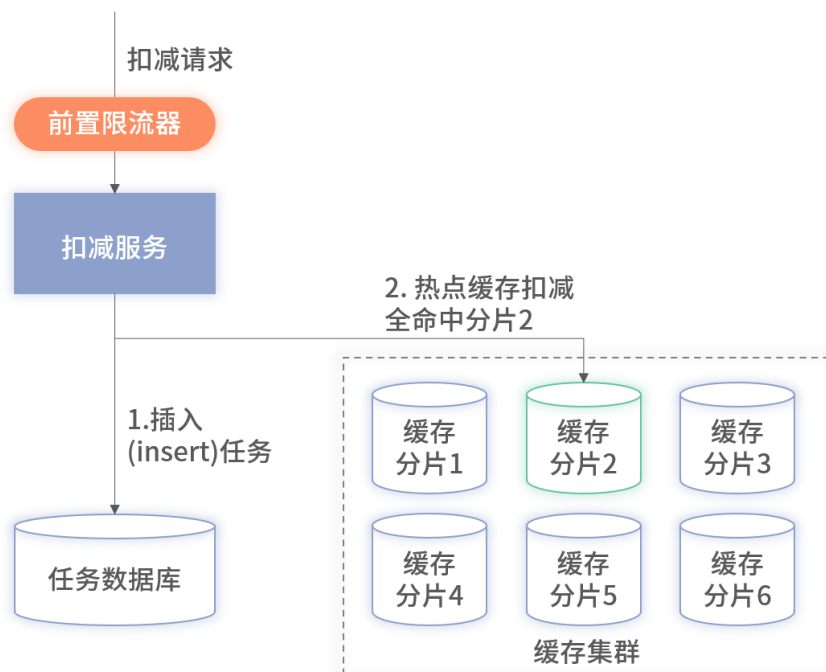 扣减请求
前置限流器
扣减服务
2. 热点缓存扣减
全命中分片2
1.插入
(insert)任务
任务数据库
缓存
分片1
缓存
分片2
缓存
分片3
缓存
分片4
缓存
分片5
缓存
分片6
缓存集群